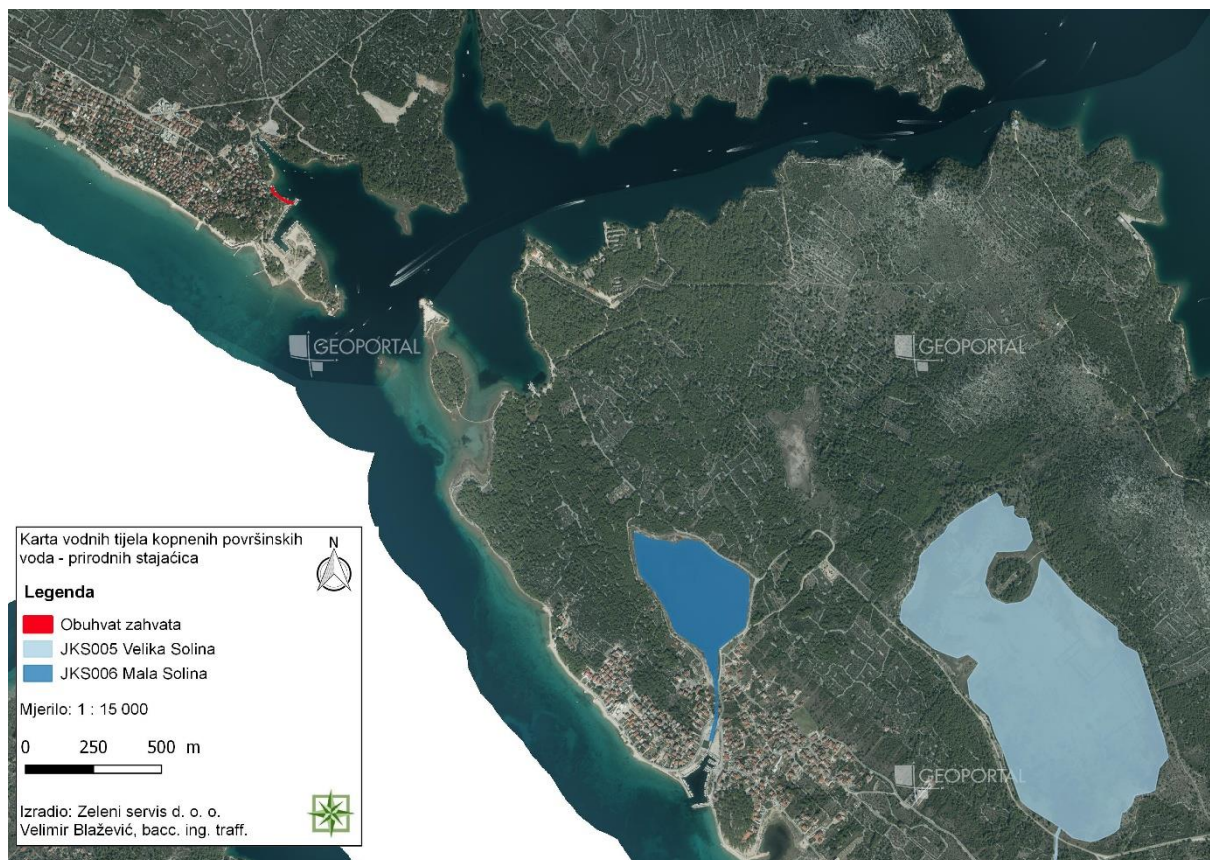 GEOPORTAL
GEOPORTAL
Karta vodnih tijela kopnenih površinskih
voda - prirodnih stajaćica
N
Legenda
Obuhvat zahvata
JKS005 Velika Solina
JKS006 Mala Solina
Mjerilo: 1 : 15 000
0 250 500 m
GEOPORTAL
Izradio: Zeleni servis d. o. o.
Velimir Blažević, bacc. ing. traff.